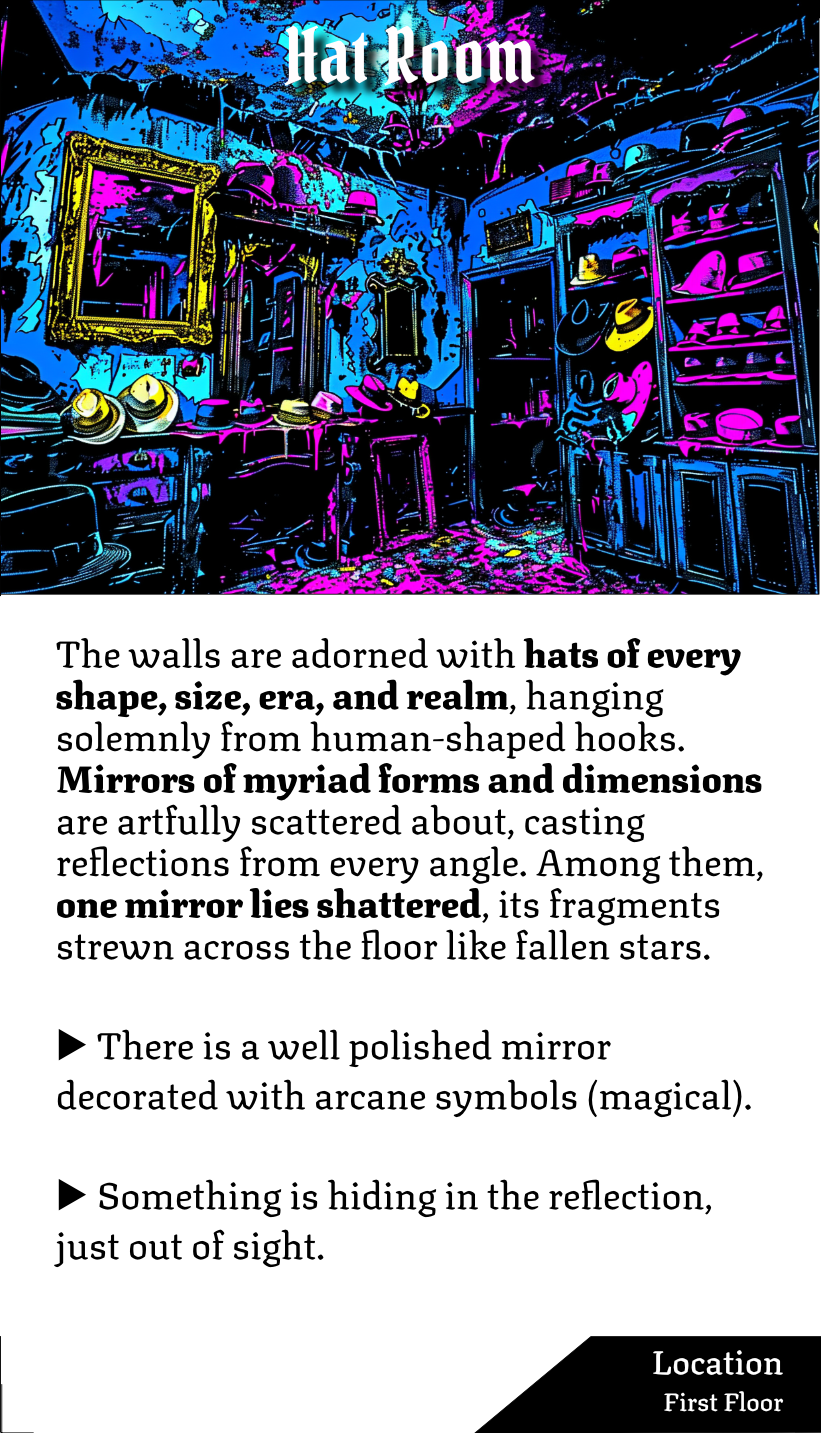 Hat Room
The walls are adorned with hats of every
shape, size, era, and realm, hanging
solemnly from human-shaped hooks.
Mirrors of myriad forms and dimensions
are artfully scattered about, casting
reflections from every angle. Among them,
one mirror lies shattered, its fragments
strewn across the floor like fallen stars.
▶ There is a well polished mirror
decorated with arcane symbols (magical).
▶ Something is hiding in the reflection,
just out of sight.
Location
First Floor